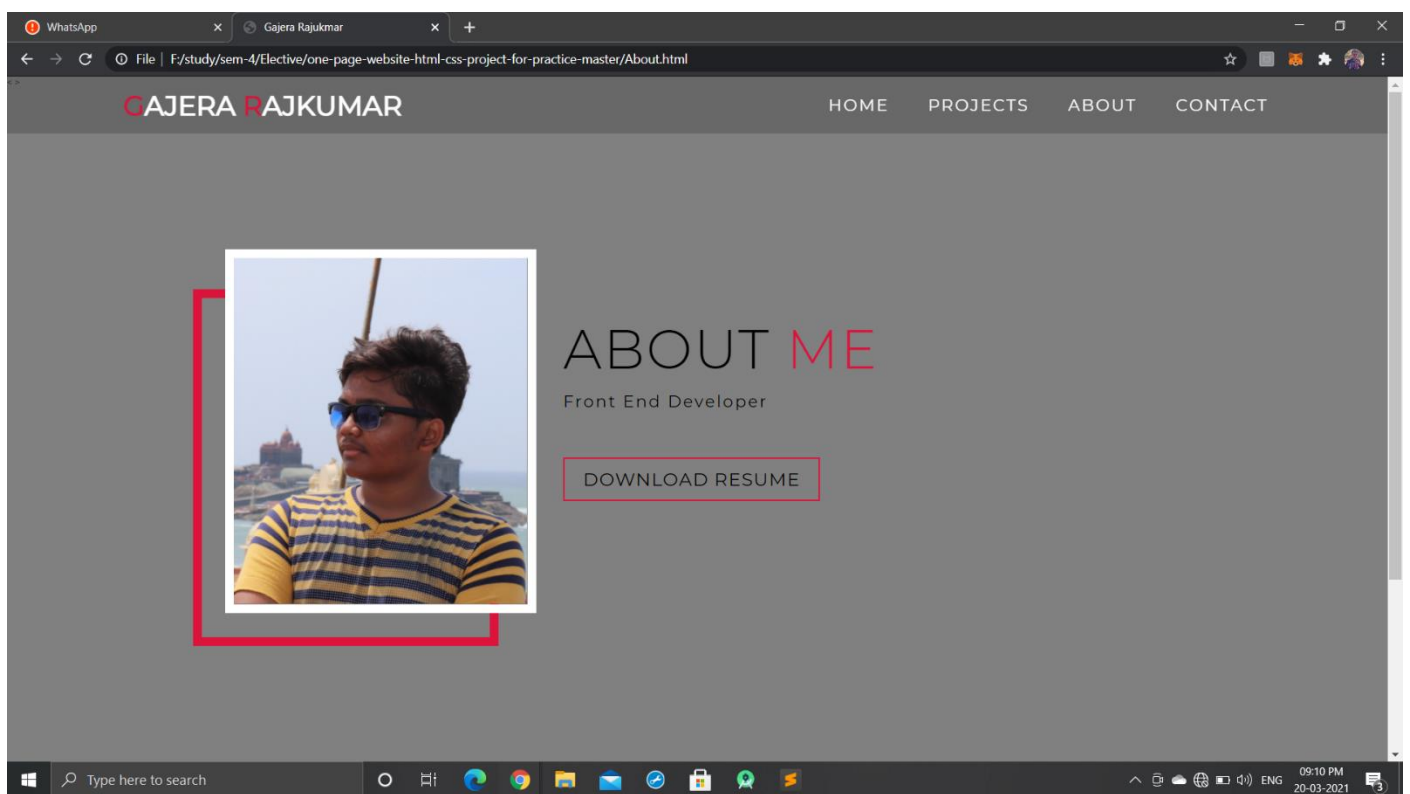 WhatsApp
Gajera Rajukmar
File | F:/study/sem-4/Elective/one-page-website-html-css-project-for-practice-master/About.html
GAJERA RAJKUMAR
HOME PROJECTS ABOUT CONTACT
ABOUT ME
Front End Developer
DOWNLOAD RESUME
Type here to search
ENG
09:10 PM
20-03-2021
3